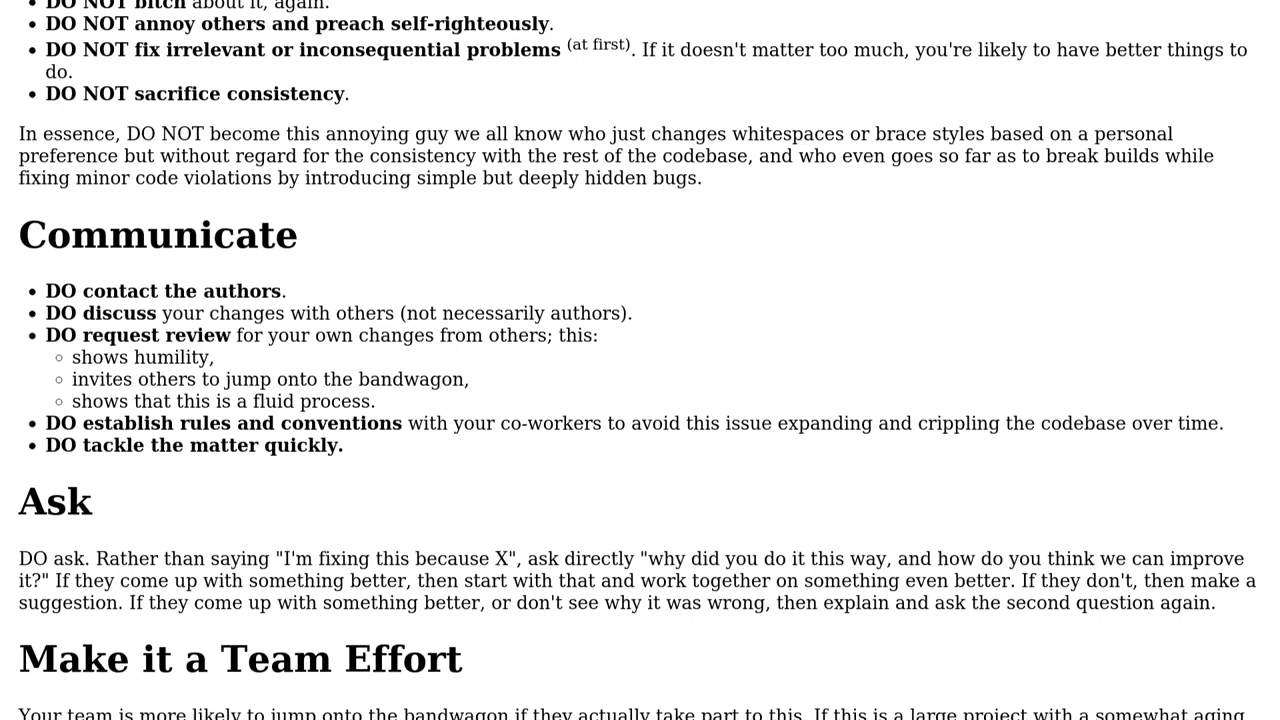 DO NOT bitch about it, again.
DO NOT annoy others and preach self-righteously.
DO NOT fix irrelevant or inconsequential problems (at first). If it doesn't matter too much, you're likely to have better things to
do.
DO NOT sacrifice consistency.
In essence, DO NOT become this annoying guy we all know who just changes whitespaces or brace styles based on a personal
preference but without regard for the consistency with the rest of the codebase, and who even goes so far as to break builds while
fixing minor code violations by introducing simple but deeply hidden bugs.
Communicate
DO contact the authors.
DO discuss your changes with others (not necessarily authors).
DO request review for your own changes from others; this:
shows humility,
invites others to jump onto the bandwagon,
shows that this is a fluid process.
DO establish rules and conventions with your co-workers to avoid this issue expanding and crippling the codebase over time.
DO tackle the matter quickly.
Ask
DO ask. Rather than saying "I'm fixing this because X", ask directly "why did you do it this way, and how do you think we can improve
it?" If they come up with something better, then start with that and work together on something even better. If they don't, then make a
suggestion. If they come up with something better, or don't see why it was wrong, then explain and ask the second question again.
Make it a Team Effort
Your team is more likely to jump onto the bandwagon if they actually take part to this. If this is a large project with a somewhat aging